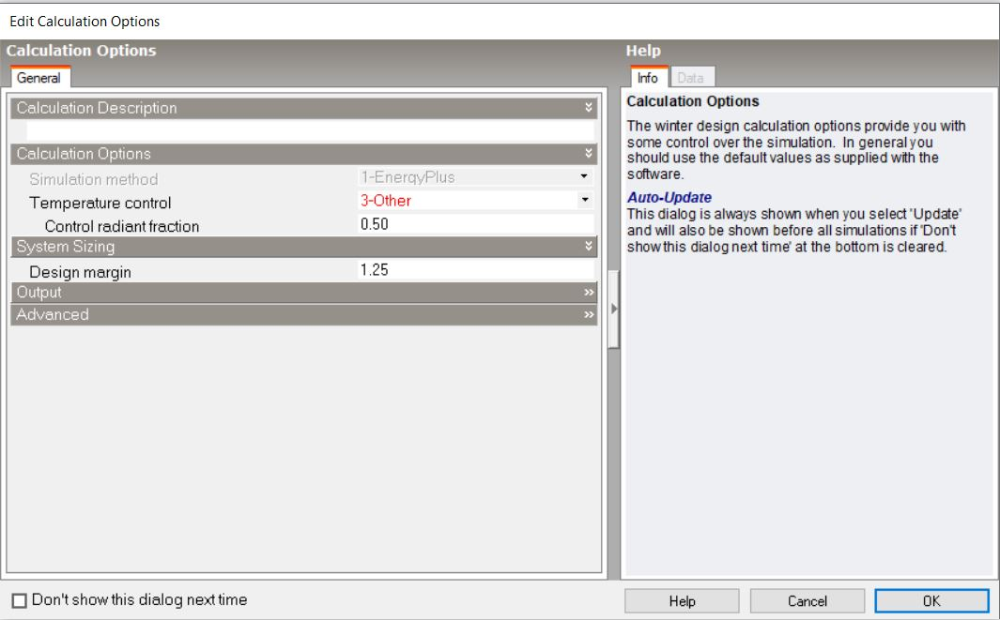 Edit Calculation Options
Calculation Options
General
Calculation Description
Calculation Options
Simulation method
1-EnergyPlus
Temperature control
3-Other
Control radiant fraction
0.50
System Sizing
Design margin
1.25
Output
Advanced
Help
Info
Data
Calculation Options
The winter design calculation options provide you with
some control over the simulation. In general you
should use the default values as supplied with the
software.
Auto-Update
This dialog is always shown when you select 'Update'
and will also be shown before all simulations if 'Don't
show this dialog next time' at the bottom is cleared.
Don't show this dialog next time
Help
Cancel
OK